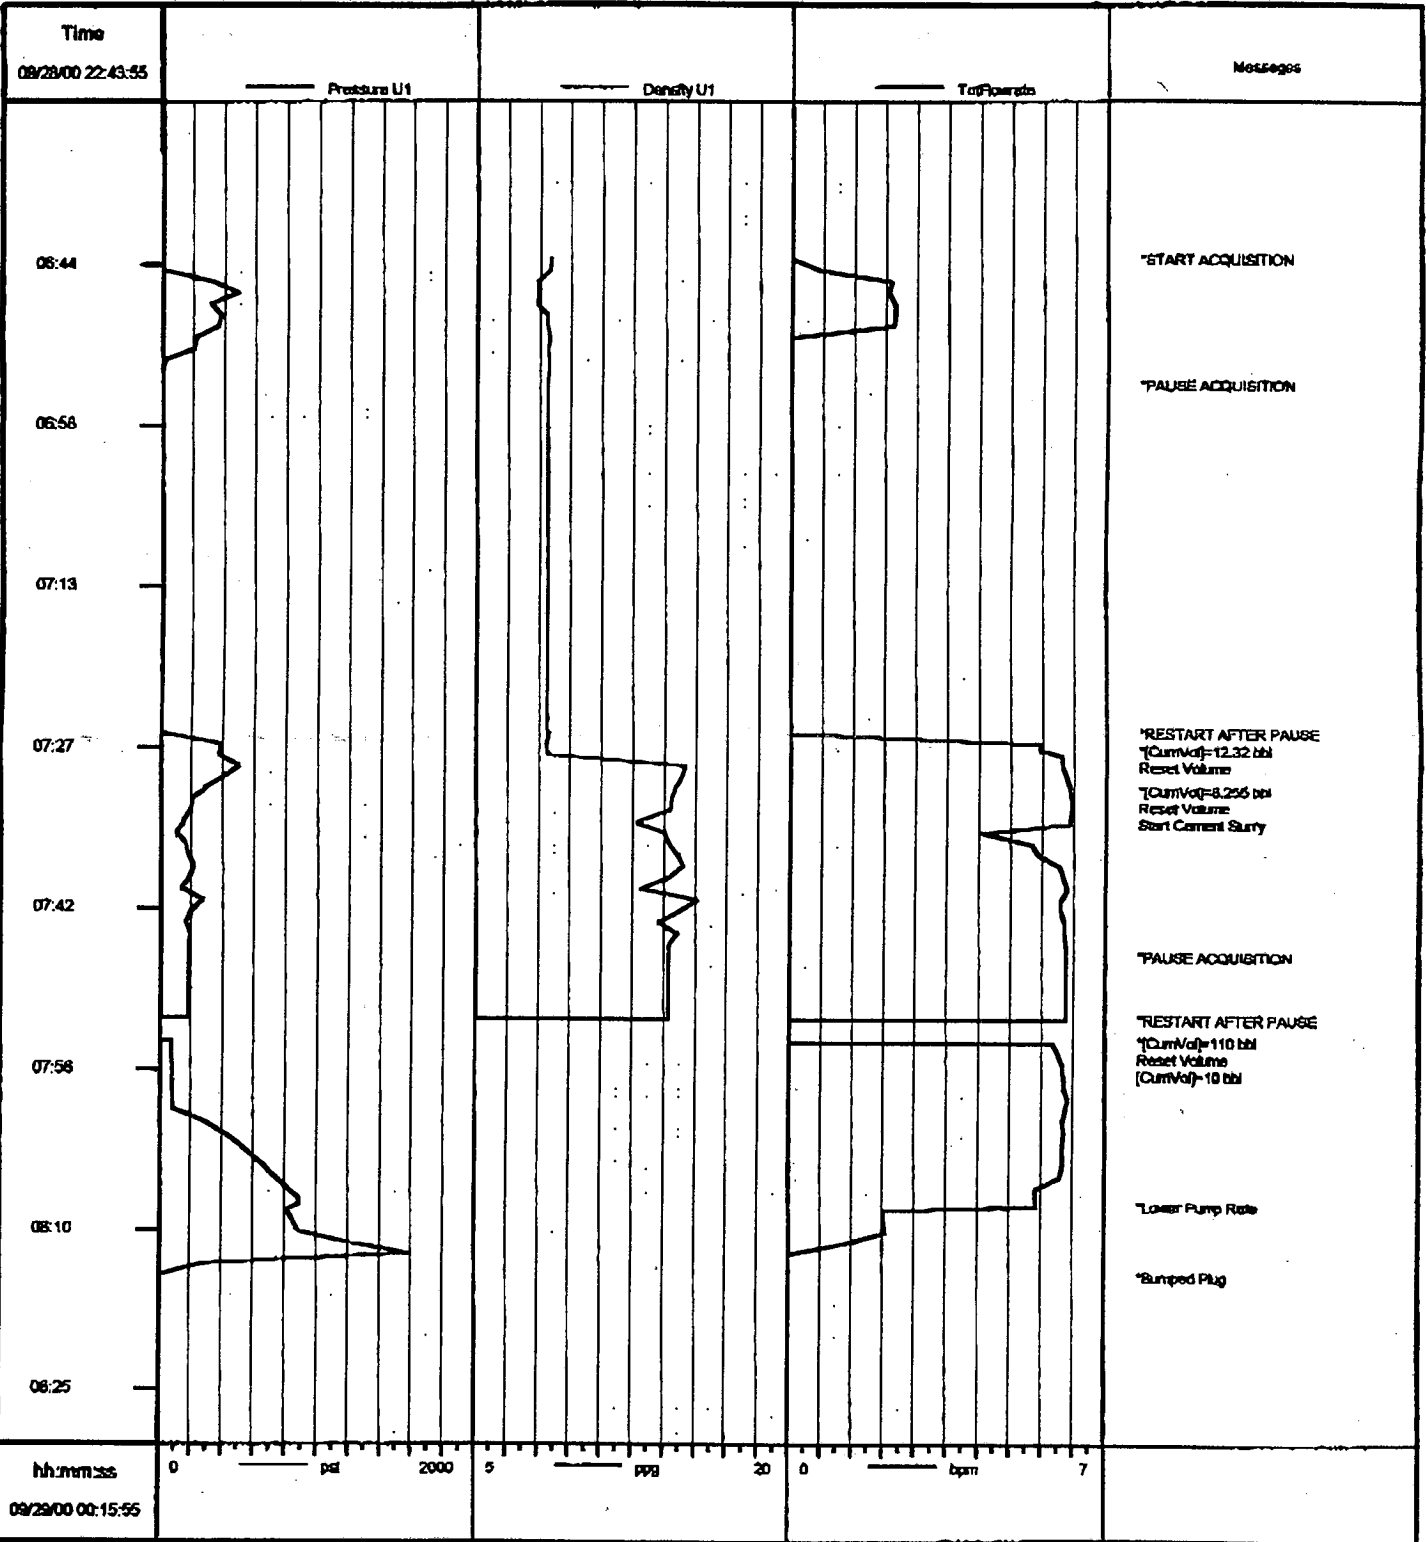 Time
09/28/00 22:43:55
Pressure U1
Density U1
TotFlowrate
Messages
06:44
*START ACQUISITION
*PAUSE ACQUISITION
06:58
07:13
07:27
*RESTART AFTER PAUSE
*[CumVol]=12.32 bbl
Reset Volume
*[CumVol]=8.255 bbl
Reset Volume
Start Cement Slurry
07:42
*PAUSE ACQUISITION
*RESTART AFTER PAUSE
*[CumVol]=110 bbl
Reset Volume
[CumVol]=10 bbl
07:56
*Lower Pump Rate
08:10
*Bumped Plug
08:25
hh:mm:ss
0 psi 2000
5 ppg 20
0 bpm 7
09/29/00 00:15:55